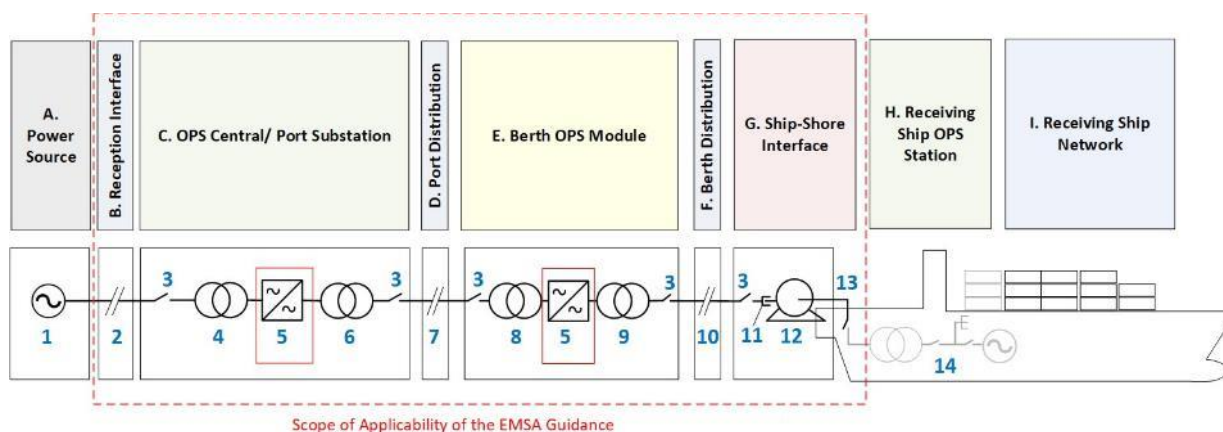 A.
Power
Source
B. Reception Interface
C. OPS Central/ Port Substation
D. Port Distribution
E. Berth OPS Module
F. Berth Distribution
G. Ship-Shore
Interface
H. Receiving
Ship OPS
Station
I. Receiving Ship
Network
3
3
3
3
3
13
1
2
4
5
6
7
8
5
9
10
11
12
14
Scope of Applicability of the EMSA Guidance